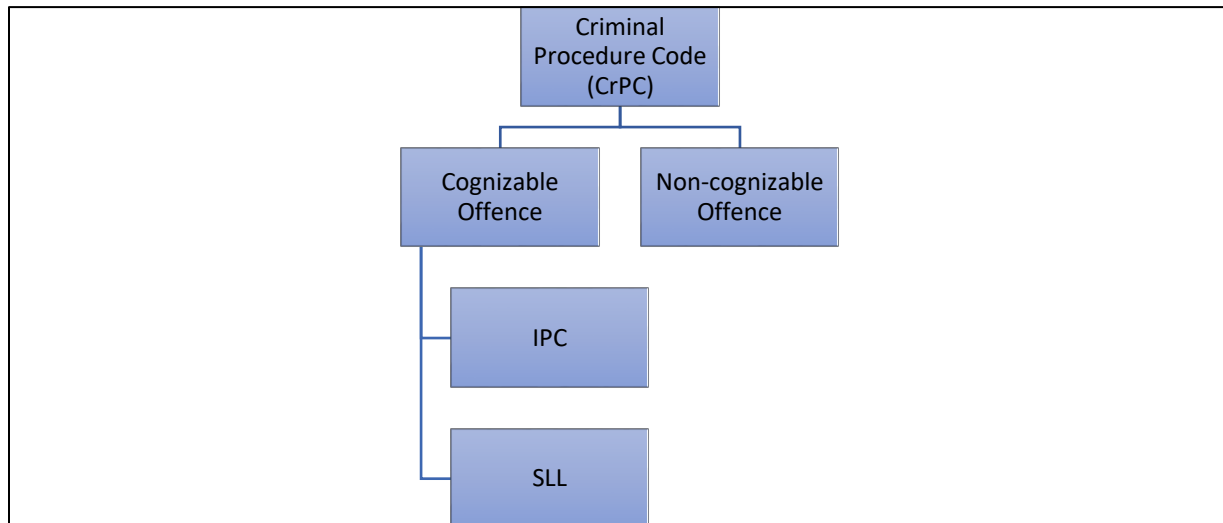 Criminal
Procedure Code
(CrPC)
Cognizable
Offence
Non-cognizable
Offence
IPC
SLL